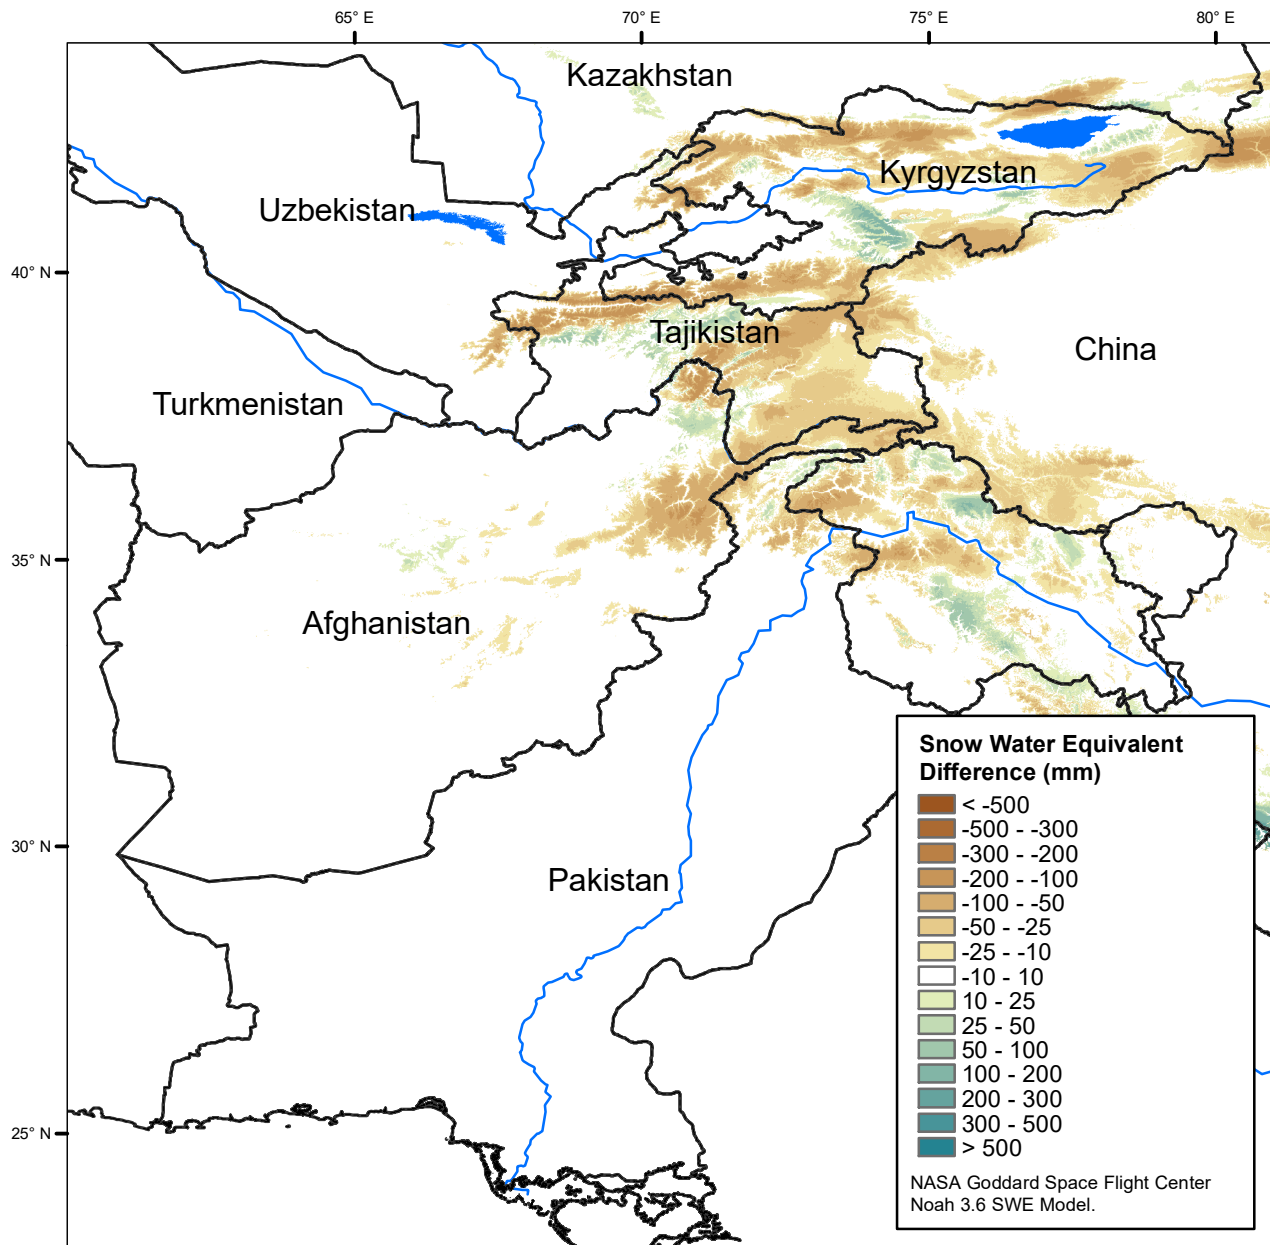 65° E 70° E 75° E 80° E
Kazakhstan
Kyrgyzstan
Uzbekistan
40° N
Tajikistan
China
Turkmenistan
35° N
Afghanistan
Snow Water Equivalent
Difference (mm)
< -500
-500 - -300
30° N
-300 - -200
Pakistan
-200 - -100
-100 - -50
-50 - -25
-25 - -10
-10 - 10
10 - 25
25 - 50
50 - 100
100 - 200
200 - 300
300 - 500
25° N
> 500
NASA Goddard Space Flight Center
Noah 3.6 SWE Model.